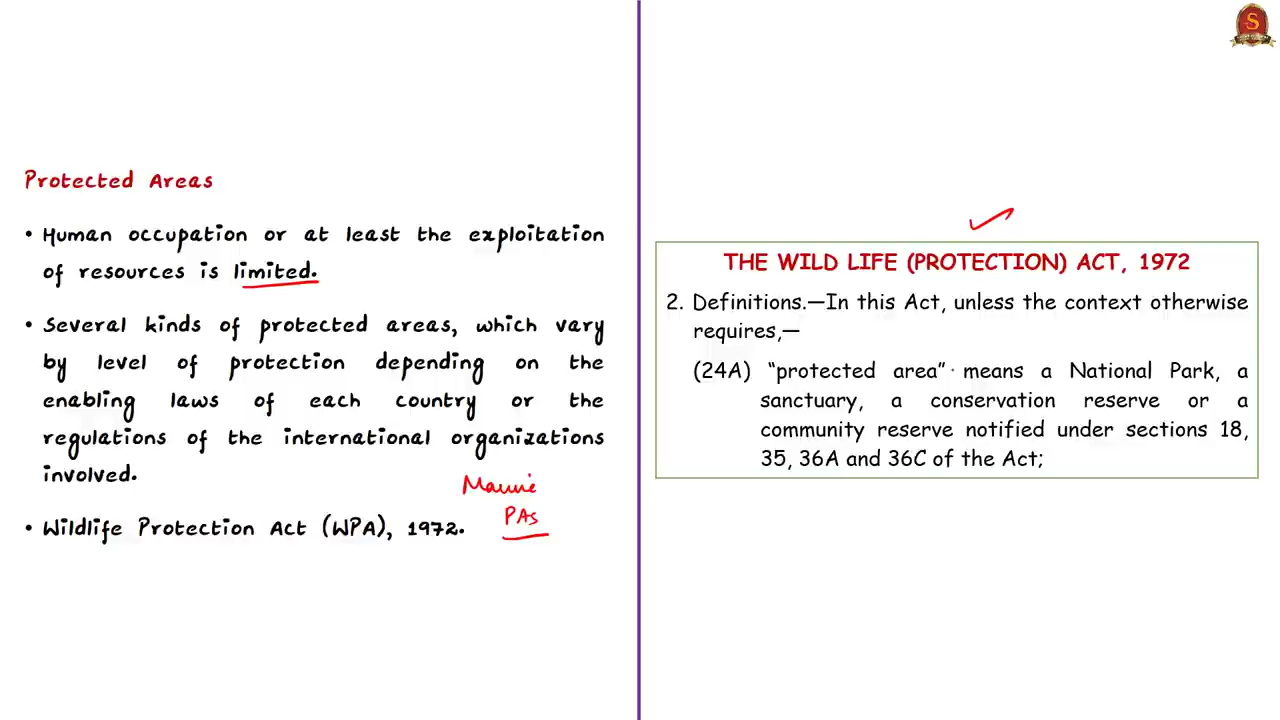 Protected Areas
• Human occupation or at least the exploitation
of resources is limited.
• Several kinds of protected areas, which vary
by level of protection depending on the
enabling laws of each country or the
regulations of the international organizations
involved.
Marine
PAs
• Wildlife Protection Act (WPA), 1972.
S
THE WILD LIFE (PROTECTION) ACT, 1972
2. Definitions.—In this Act, unless the context otherwise
requires,—
(24A) “protected area” means a National Park, a
sanctuary, a conservation reserve or a
community reserve notified under sections 18,
35, 36A and 36C of the Act;